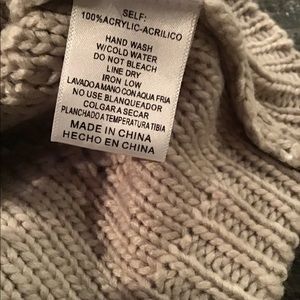 SELF:
100%ACRYLIC-ACRILICO
HAND WASH
W/COLD WATER
DO NOT BLEACH
LINE DRY
IRON LOW
LAVADO A MANO CON AQUA FRIA
NO USE BLANQUEADOR
COLGAR A SECAR
PLANCHADO A TEMPERATURA TIBIA
MADE IN CHINA
HECHO EN CHINA